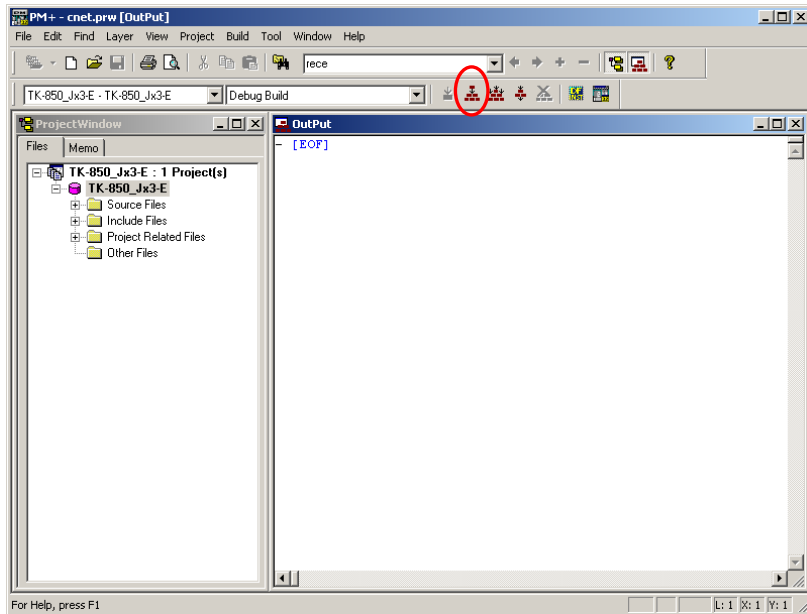 PM+ - cnet.prw [OutPut]
File Edit Find Layer View Project Build Tool Window Help
rece
TK-850_Jx3-E - TK-850_Jx3-E Debug Build
ProjectWindow
Files Memo
TK-850_Jx3-E : 1 Project(s)
TK-850_Jx3-E
Source Files
Include Files
Project Related Files
Other Files
OutPut
[EOF]
For Help, press F1 L: 1 X: 1 Y: 1